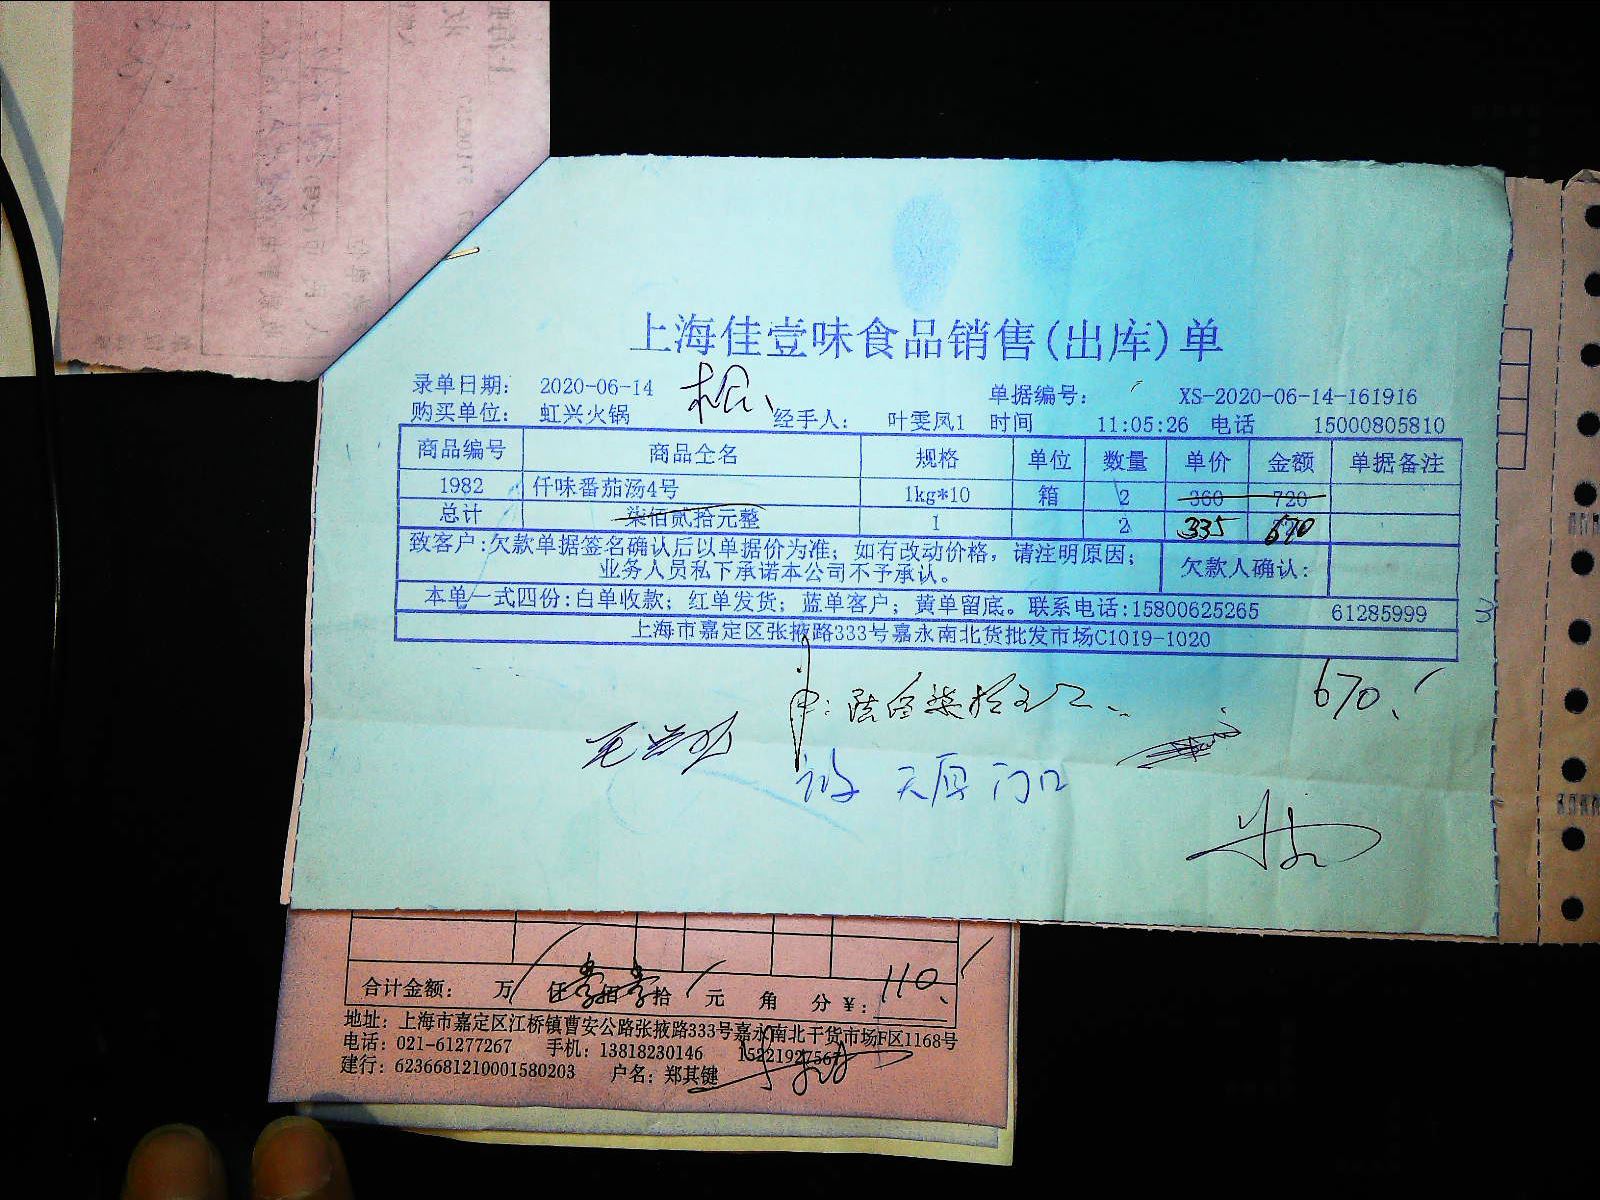 上海佳壹味食品销售(出库)单
录单日期: 2020-06-14 单据编号: XS-2020-06-14-161916
购买单位: 虹兴火锅 经手人: 叶雯凤1 时间 11:05:26 电话 15000805810
商品编号 商品全名 规格 单位 数量 单价 金额 单据备注
1982 仟味番茄汤4号 1kg*10 箱 2 360 720
总计 柒佰贰拾元整 1 2 335 670
致客户:欠款单据签名确认后以单据价为准; 如有改动价格, 请注明原因;
业务人员私下承诺本公司不予承认。 欠款人确认:
本单一式四份:白单收款; 红单发货; 蓝单客户; 黄单留底。联系电话:15800625265 61285999
上海市嘉定区张掖路333号嘉永南北货批发市场C1019-1020
670.
门口
合计金额: 万 仟 佰 拾 元 角 分 ¥: 110.
地址: 上海市嘉定区江桥镇曹安公路张掖路333号嘉永南北干货市场F区1168号
电话: 021-61277267 手机: 13818230146 15221927567
建行: 6236681210001580203 户名: 郑其键